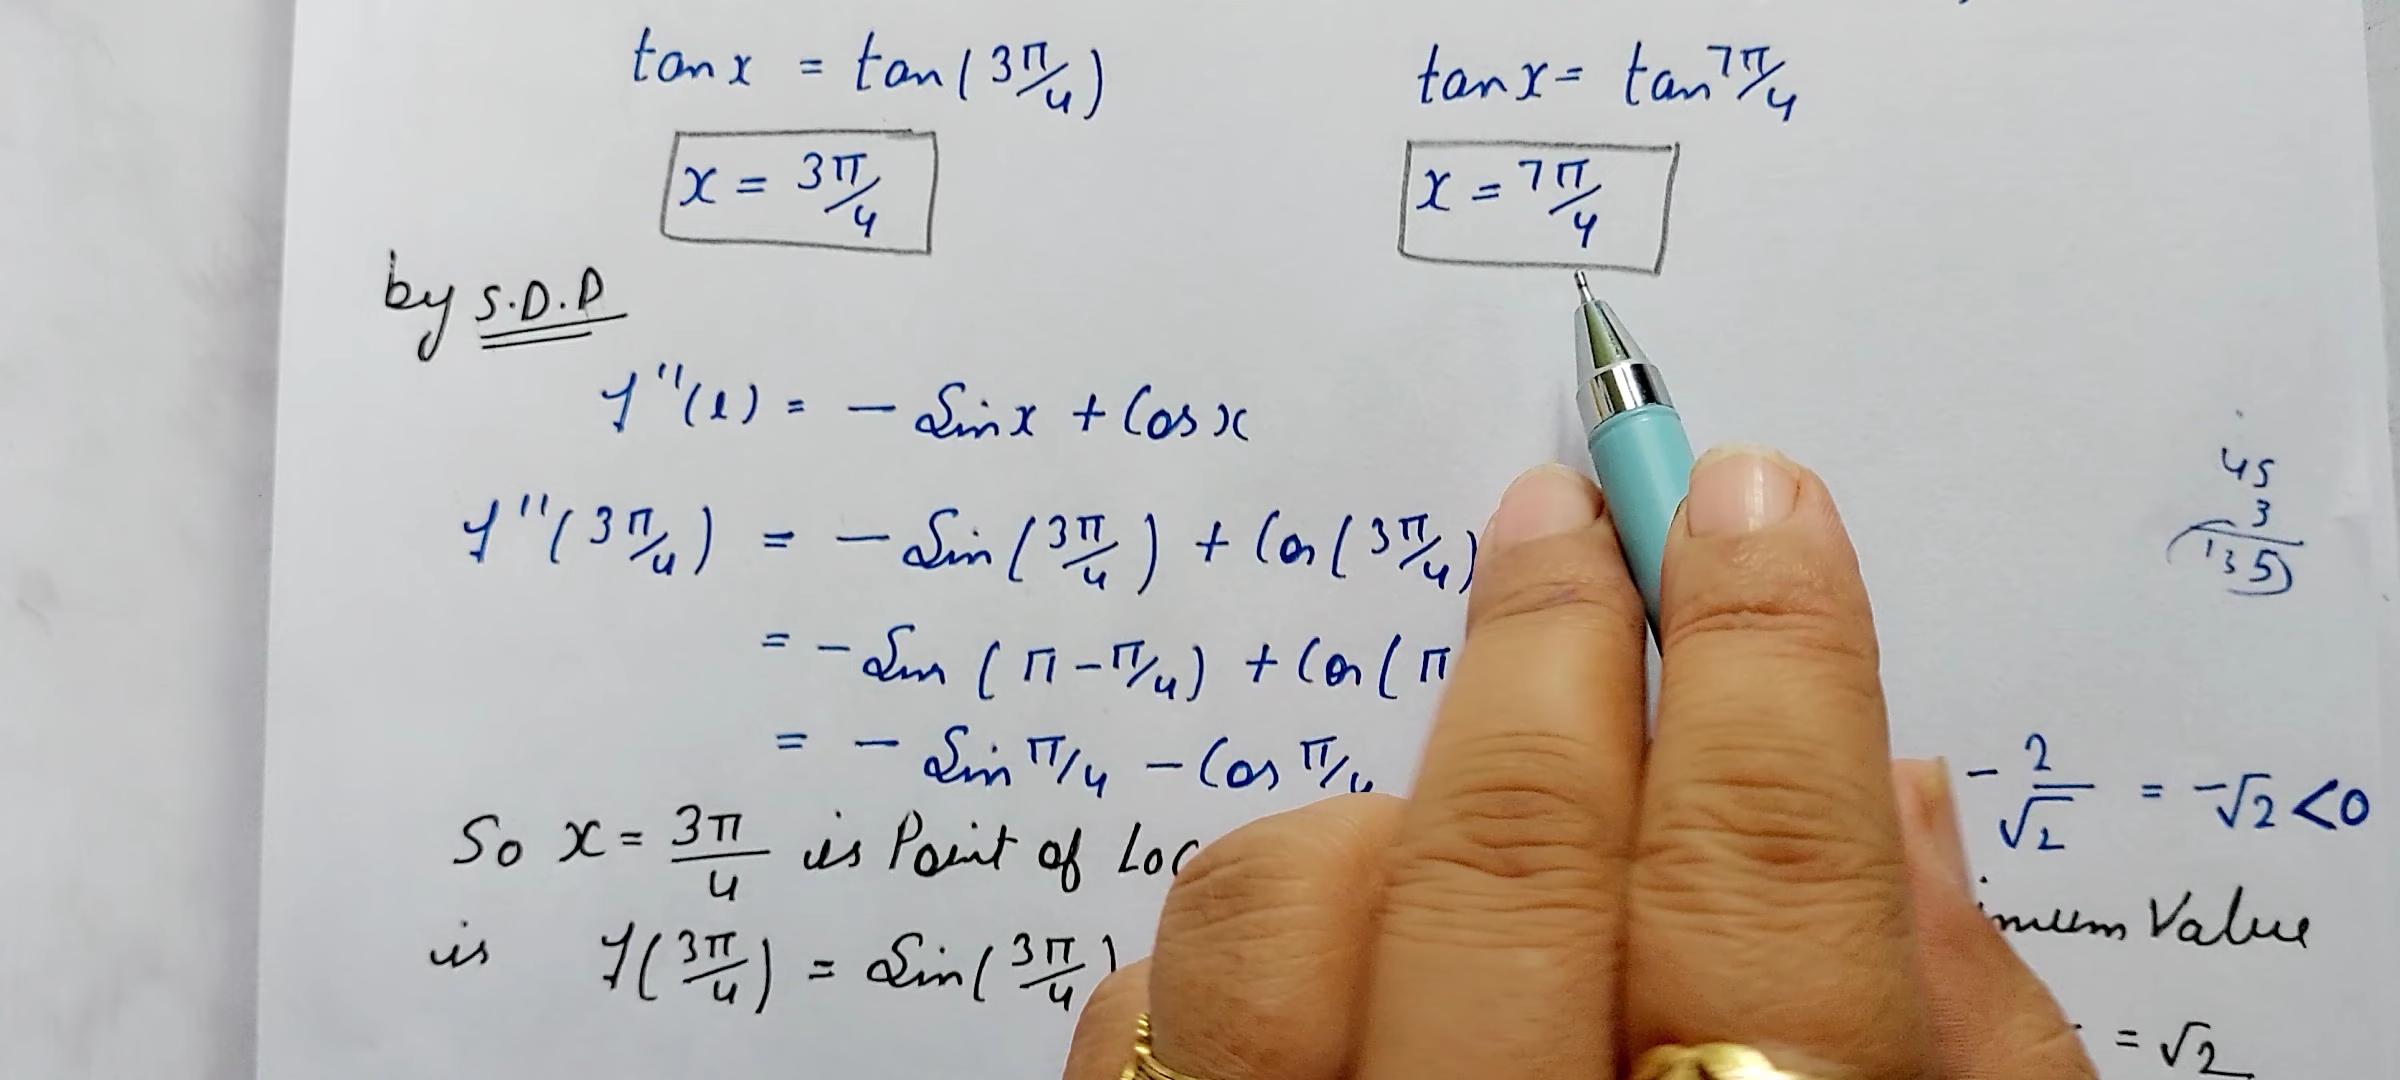 tan x = tan(3π/4) tan x = tan 7π/4
x = 3π/4 x = 7π/4
by S.D.D
f''(x) = - Sin x + Cos x
45
3
135
f''(3π/4) = - Sin(3π/4) + Cos(3π/4)
= - Sin(π - π/4) + Cos(π
= - Sin π/4 - Cos π/4 - 2/√2 = -√2 < 0
So x = 3π/4 is Point of Value
is f(3π/4) = Sin(3π/4) = √2